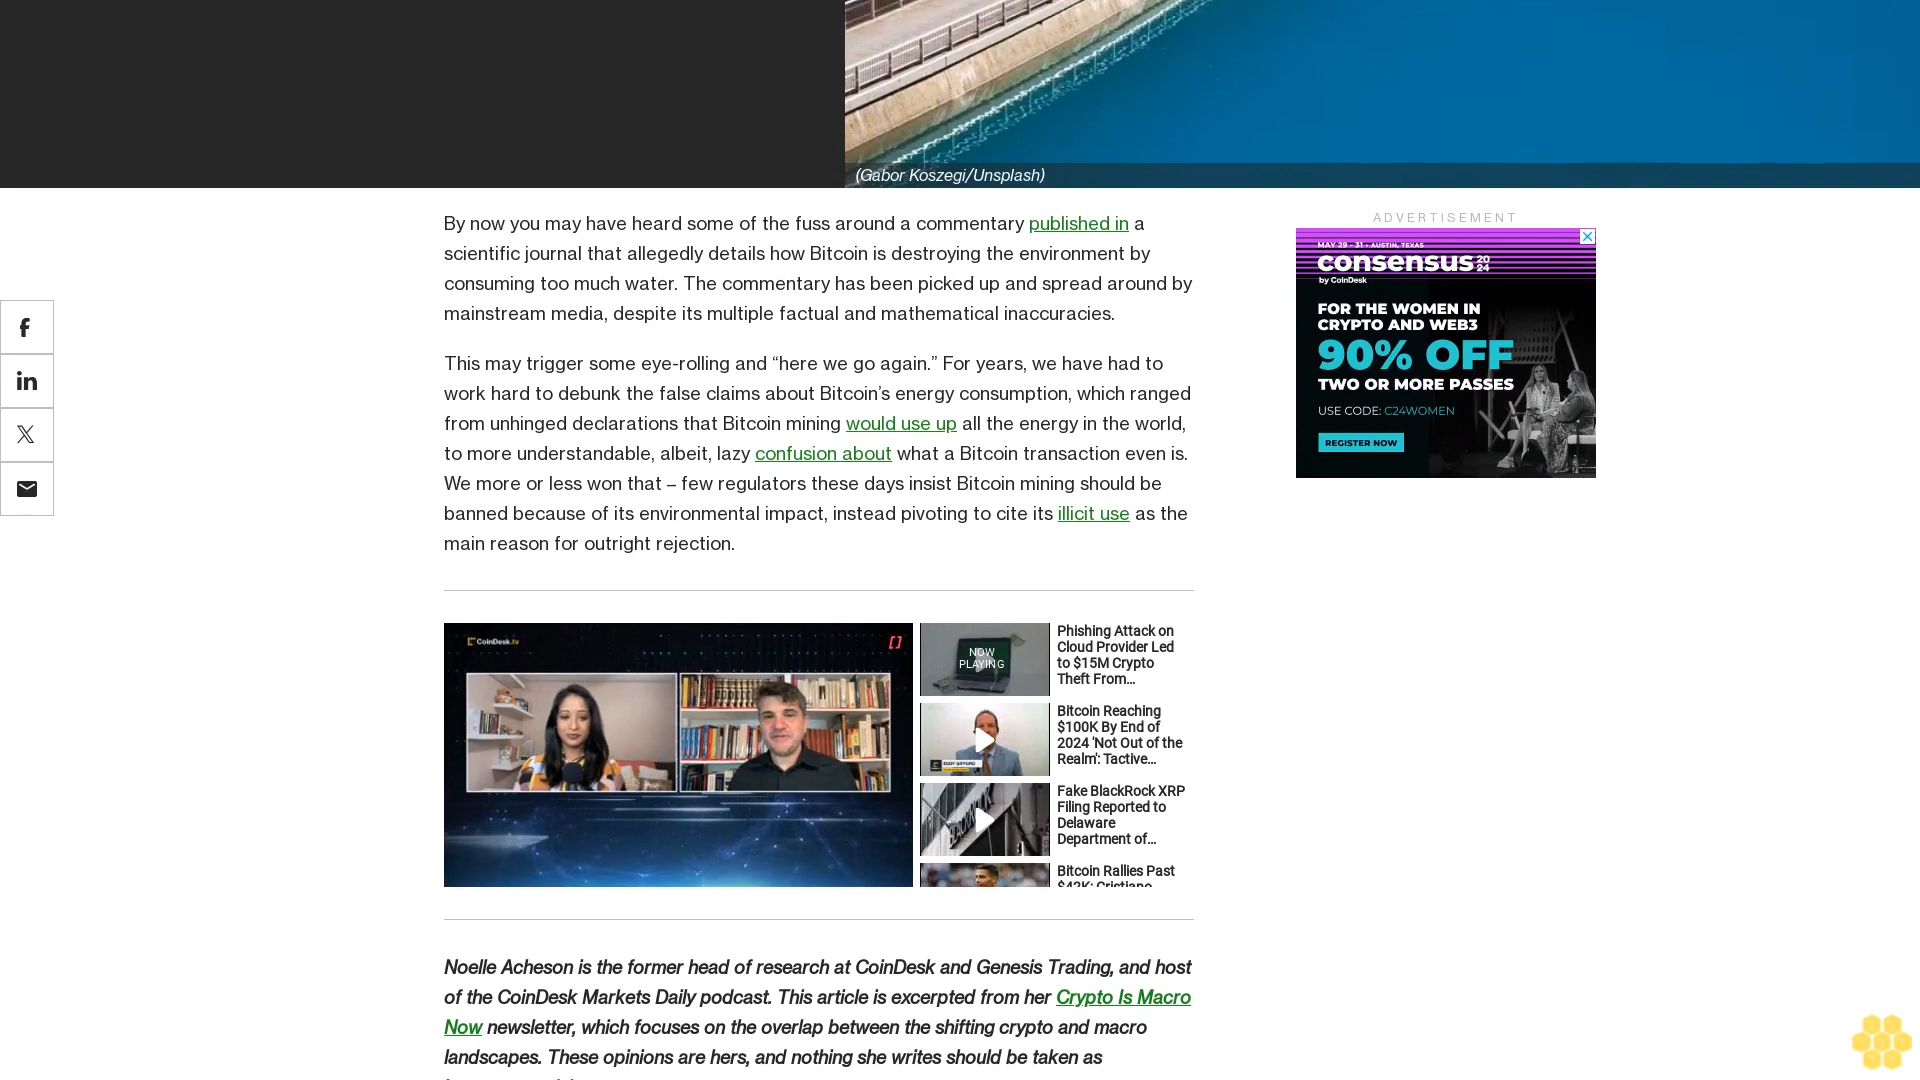 (Gabor Koszegi/Unsplash)
By now you may have heard some of the fuss around a commentary published in a
scientific journal that allegedly details how Bitcoin is destroying the environment by
consuming too much water. The commentary has been picked up and spread around by
mainstream media, despite its multiple factual and mathematical inaccuracies.
This may trigger some eye-rolling and “here we go again.” For years, we have had to
work hard to debunk the false claims about Bitcoin’s energy consumption, which ranged
from unhinged declarations that Bitcoin mining would use up all the energy in the world,
to more understandable, albeit, lazy confusion about what a Bitcoin transaction even is.
We more or less won that – few regulators these days insist Bitcoin mining should be
banned because of its environmental impact, instead pivoting to cite its illicit use as the
main reason for outright rejection.
CoinDesk.tv
NOW
PLAYING
Phishing Attack on
Cloud Provider Led
to $15M Crypto
Theft From...
EDDY GIFFORD
Bitcoin Reaching
$100K By End of
2024 'Not Out of the
Realm': Tactive...
Fake BlackRock XRP
Filing Reported to
Delaware
Department of...
Bitcoin Rallies Past
$42K; Cristiano
Noelle Acheson is the former head of research at CoinDesk and Genesis Trading, and host
of the CoinDesk Markets Daily podcast. This article is excerpted from her Crypto Is Macro
Now newsletter, which focuses on the overlap between the shifting crypto and macro
landscapes. These opinions are hers, and nothing she writes should be taken as
ADVERTISEMENT
MAY 29 - 31 • AUSTIN, TEXAS
consensus 20
24
by CoinDesk
FOR THE WOMEN IN
CRYPTO AND WEB3
90% OFF
TWO OR MORE PASSES
USE CODE: C24WOMEN
REGISTER NOW